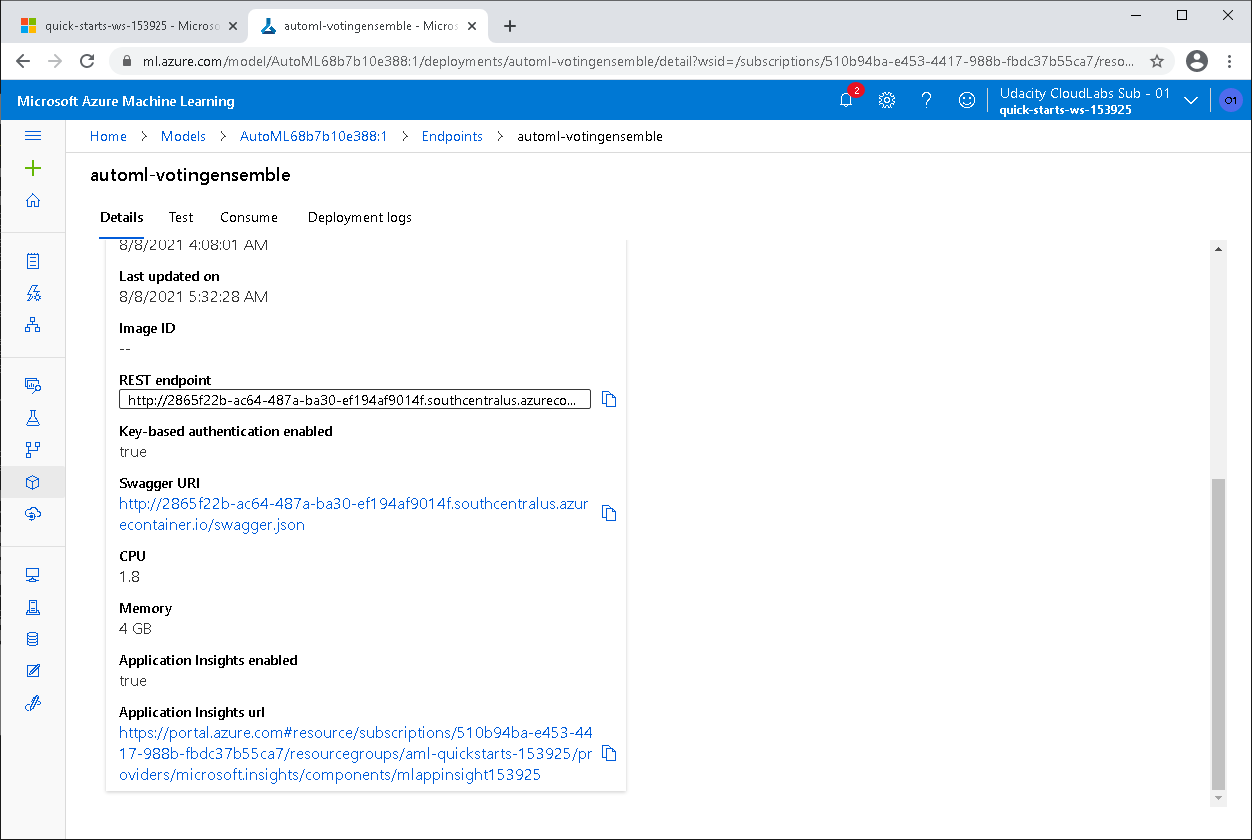 quick-starts-ws-153925 - Microso
automl-votingensemble - Micros
ml.azure.com/model/AutoML68b7b10e388:1/deployments/automl-votingensemble/detail?wsid=/subscriptions/510b94ba-e453-4417-988b-fbdc37b55ca7/reso...
Microsoft Azure Machine Learning
2
Udacity CloudLabs Sub - 01
quick-starts-ws-153925
O1
Home > Models > AutoML68b7b10e388:1 > Endpoints > automl-votingensemble
automl-votingensemble
Details Test Consume Deployment logs
8/8/2021 4:08:01 AM
Last updated on
8/8/2021 5:32:28 AM
Image ID
--
REST endpoint
http://2865f22b-ac64-487a-ba30-ef194af9014f.southcentralus.azureco...
Key-based authentication enabled
true
Swagger URI
http://2865f22b-ac64-487a-ba30-ef194af9014f.southcentralus.azur
econtainer.io/swagger.json
CPU
1.8
Memory
4 GB
Application Insights enabled
true
Application Insights url
https://portal.azure.com#resource/subscriptions/510b94ba-e453-44
17-988b-fbdc37b55ca7/resourcegroups/aml-quickstarts-153925/pr
oviders/microsoft.insights/components/mlappinsight153925